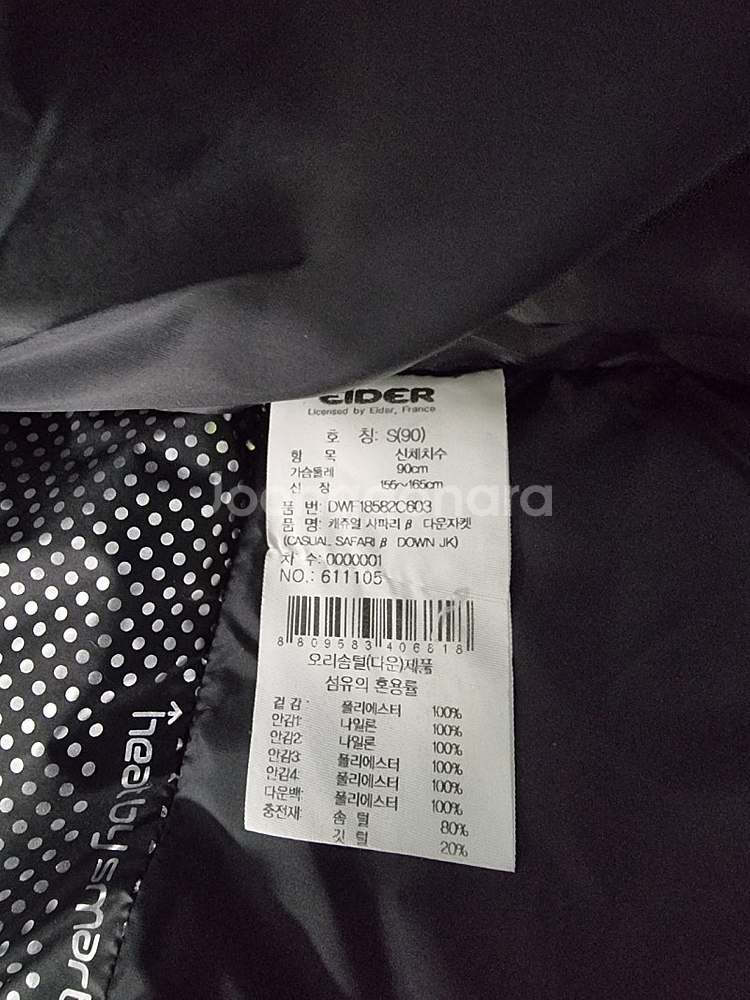 EIDER
Licensed by Eider, France
호 칭: S(90)
항 목 신체치수
가슴둘레 90cm
신 장 155~165cm
품 번: DWF18582C603
품 명: 캐쥬얼 사파리 β 다운자켓
(CASUAL SAFARI β DOWN JK)
차 수: 0000001
NO.: 611105
8 809583 406818
오리솜털(다운)제품
섬유의 혼용률
겉감: 폴리에스터 100%
안감1: 나일론 100%
안감2: 나일론 100%
안감3: 폴리에스터 100%
안감4: 폴리에스터 100%
다운백: 폴리에스터 100%
충전재: 솜 털 80%
깃 털 20%
heat by smart
Joongonara